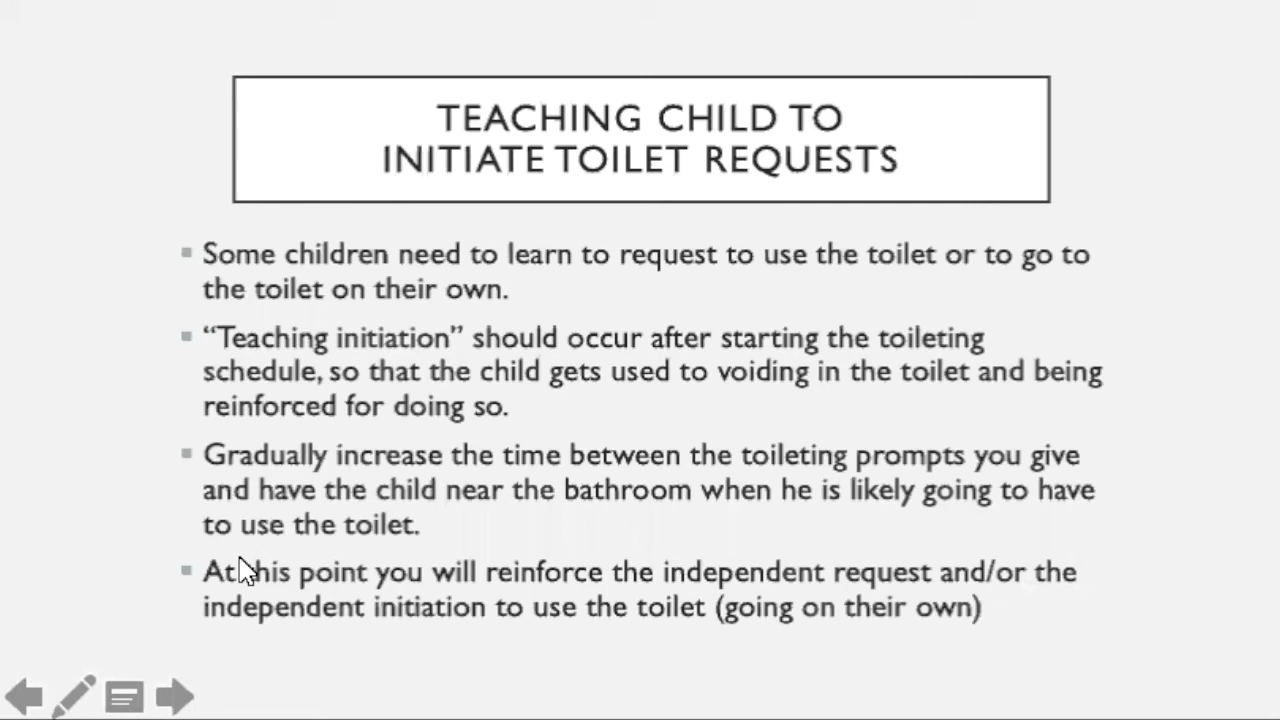 TEACHING CHILD TO
INITIATE TOILET REQUESTS
Some children need to learn to request to use the toilet or to go to
the toilet on their own.
“Teaching initiation” should occur after starting the toileting
schedule, so that the child gets used to voiding in the toilet and being
reinforced for doing so.
Gradually increase the time between the toileting prompts you give
and have the child near the bathroom when he is likely going to have
to use the toilet.
At this point you will reinforce the independent request and/or the
independent initiation to use the toilet (going on their own)